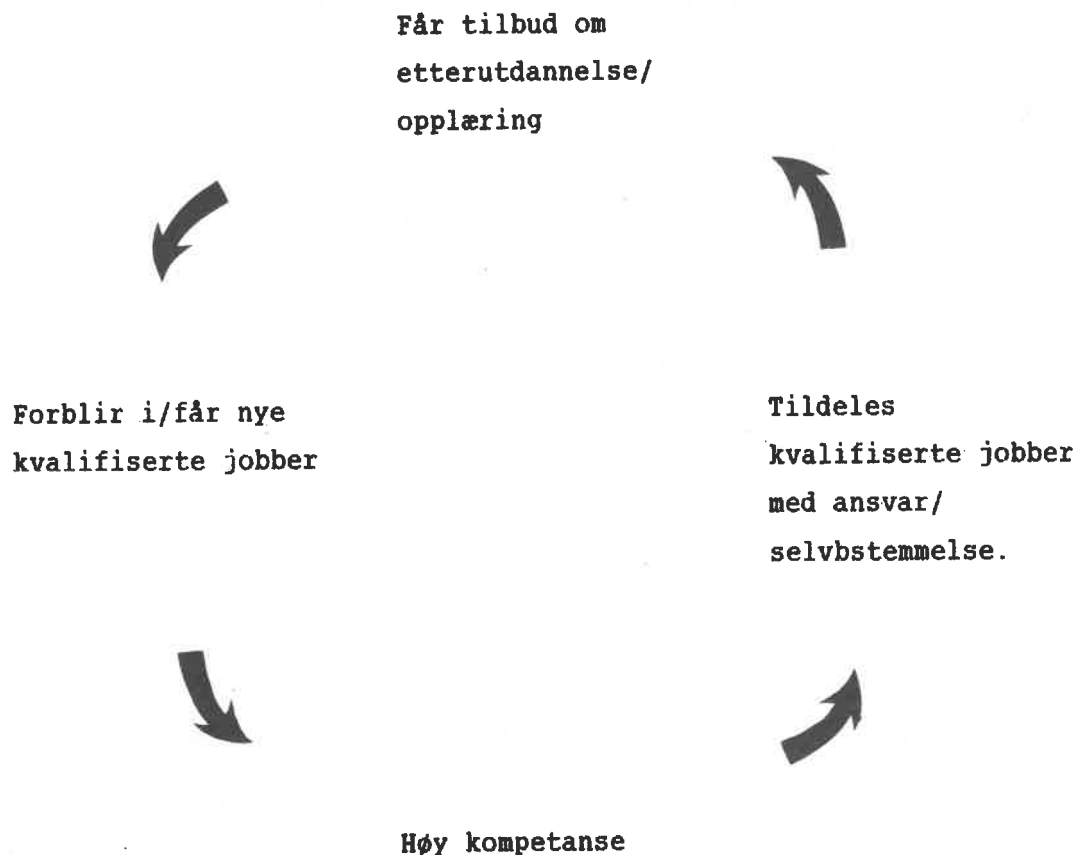 Får tilbud om
etterutdannelse/
opplæring
Forblir i/får nye
kvalifiserte jobber
Tildeles
kvalifiserte jobber
med ansvar/
selvbstemmelse.
Høy kompetanse